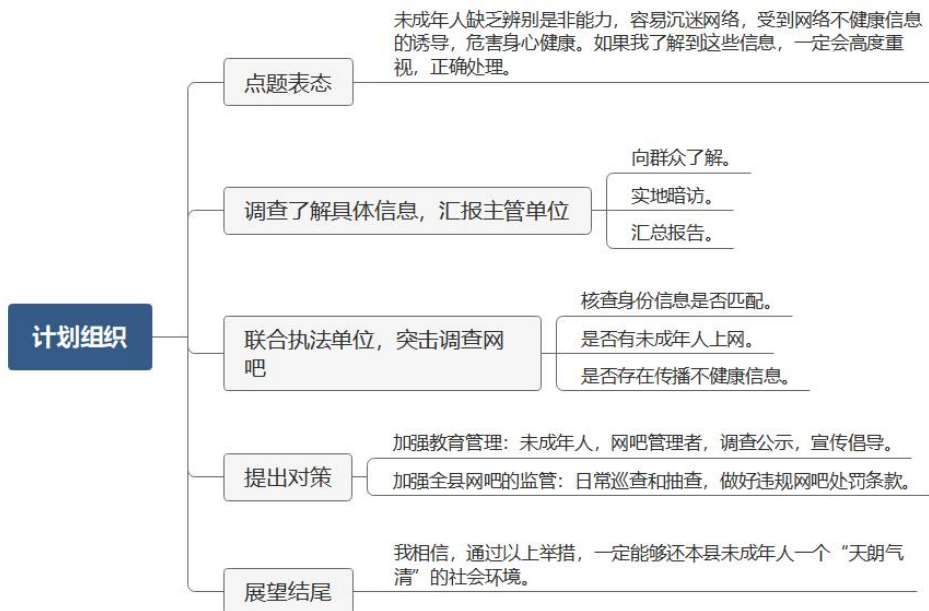 未成年人缺乏辨别是非能力，容易沉迷网络，受到网络不健康信息
的诱导，危害身心健康。如果我了解到这些信息，一定会高度重
视，正确处理。
点题表态
向群众了解。
调查了解具体信息，汇报主管单位
实地暗访。
汇总报告。
计划组织
核查身份信息是否匹配。
联合执法单位，突击调查网
吧
是否有未成年人上网。
是否存在传播不健康信息。
加强教育管理：未成年人，网吧管理者，调查公示，宣传倡导。
提出对策
加强全县网吧的监管：日常巡查和抽查，做好违规网吧处罚条款。
我相信，通过以上举措，一定能够还本县未成年人一个“天朗气
清”的社会环境。
展望结尾